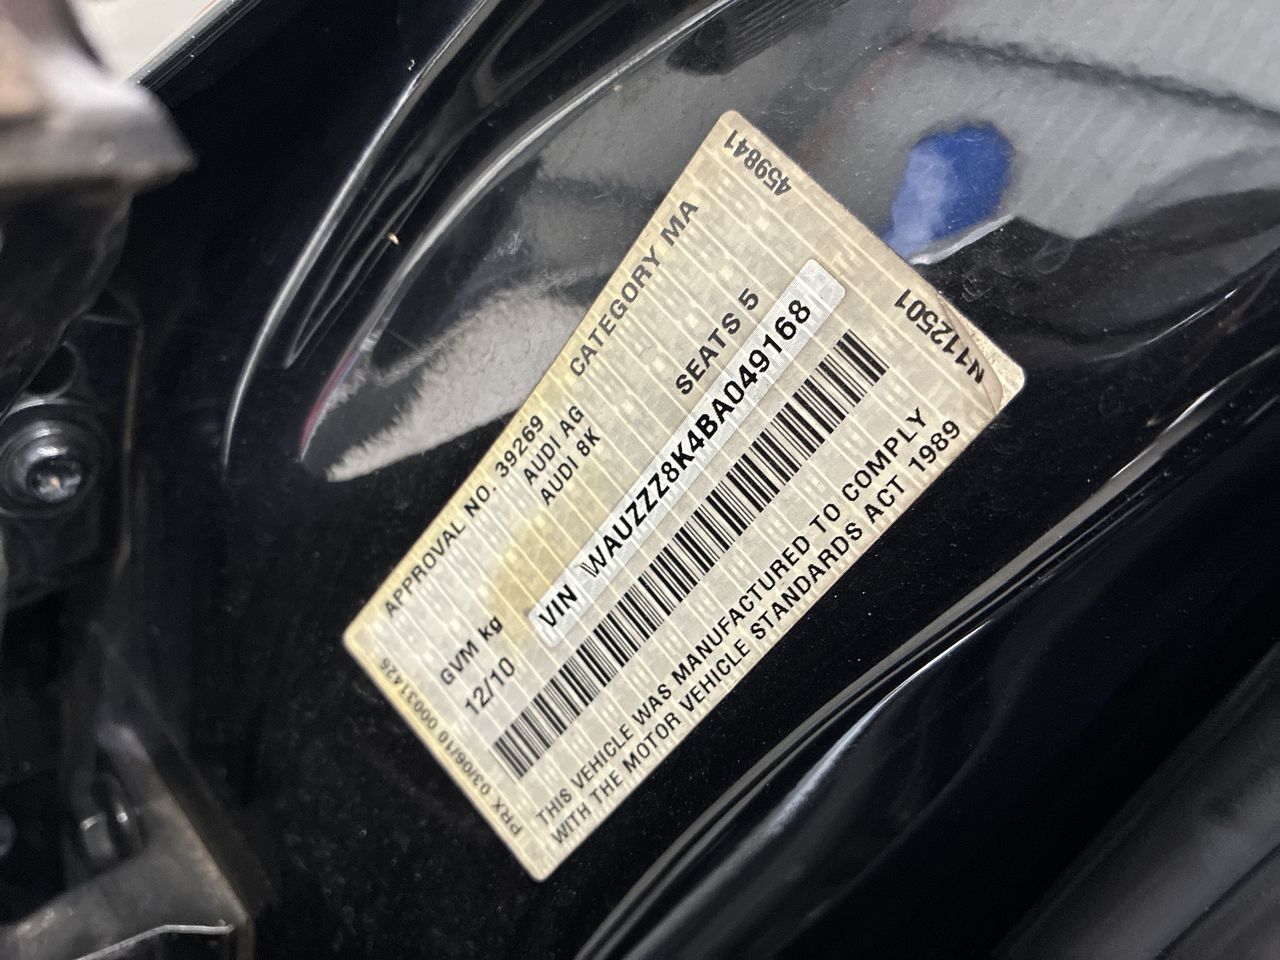 459841
APPROVAL NO. 39269
CATEGORY MA
AUDI AG
AUDI 8K
SEATS 5
GVM kg
12/10
VIN WAUZZZ8K4BA049168
THIS VEHICLE WAS MANUFACTURED TO COMPLY
WITH THE MOTOR VEHICLE STANDARDS ACT 1989
PRX 03/06/10 000031426
N112501